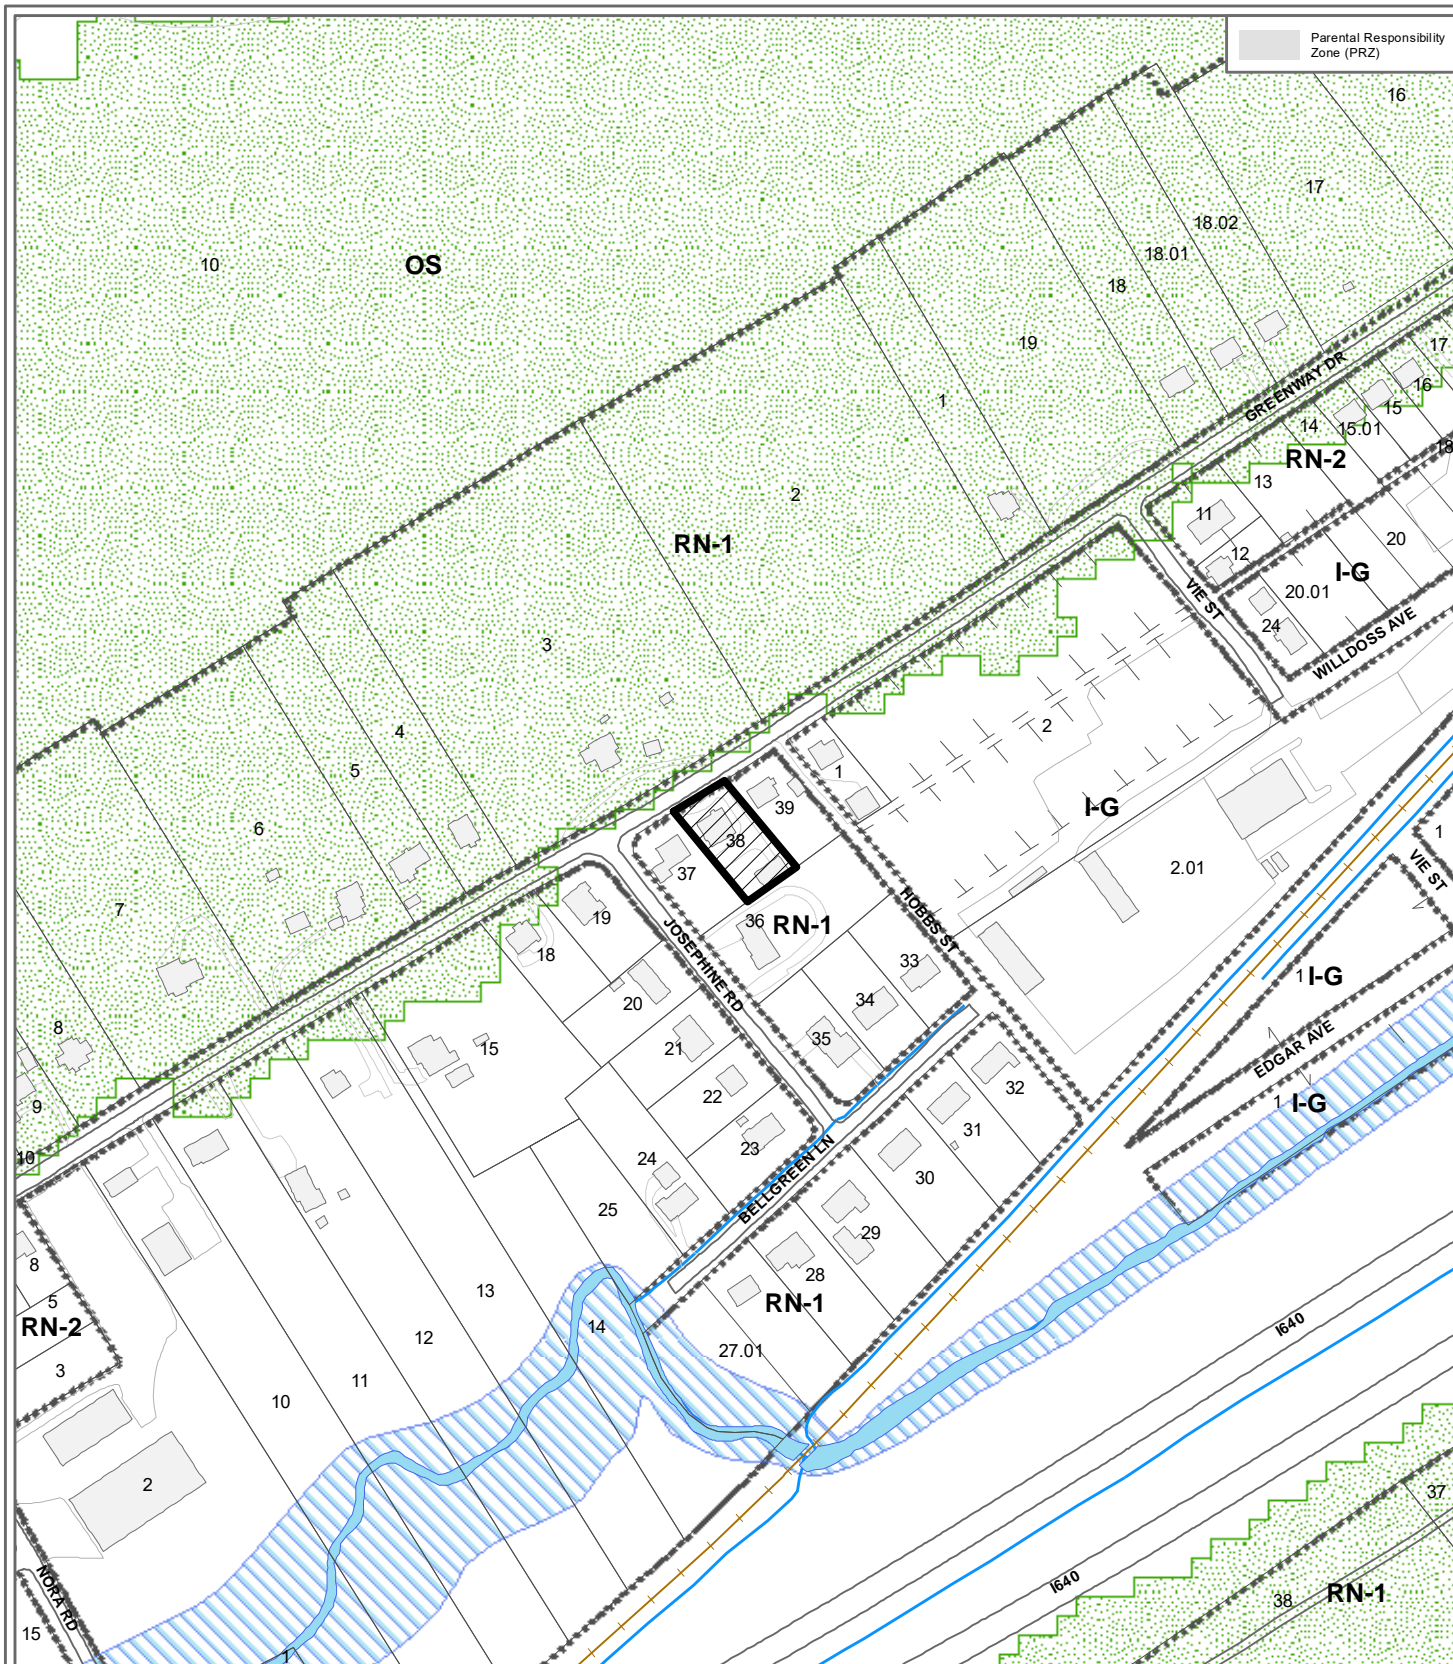 Parental Responsibility
Zone (PRZ)
16
17
18.02
18.01
18
10
OS
19
1
GREENWAY DR
17
16
15
15.01
14
RN-2
18
13
2
11
12
20
RN-1
I-G
20.01
VIE ST
24
WILLDOSS AVE
3
4
2
5
1
39
I-G
6
38
1
37
2.01
VIE ST
7
36
RN-1
HOBBS ST
19
JOSEPHINE RD
18
33
1
I-G
20
34
8
15
21
35
EDGAR AVE
22
32
9
31
1
I-G
23
10
24
BELLGREEN LN
30
25
29
8
28
13
5
RN-1
RN-2
14
12
I640
27.01
3
11
10
2
37
I640
NORA RD
38
RN-1
15
1